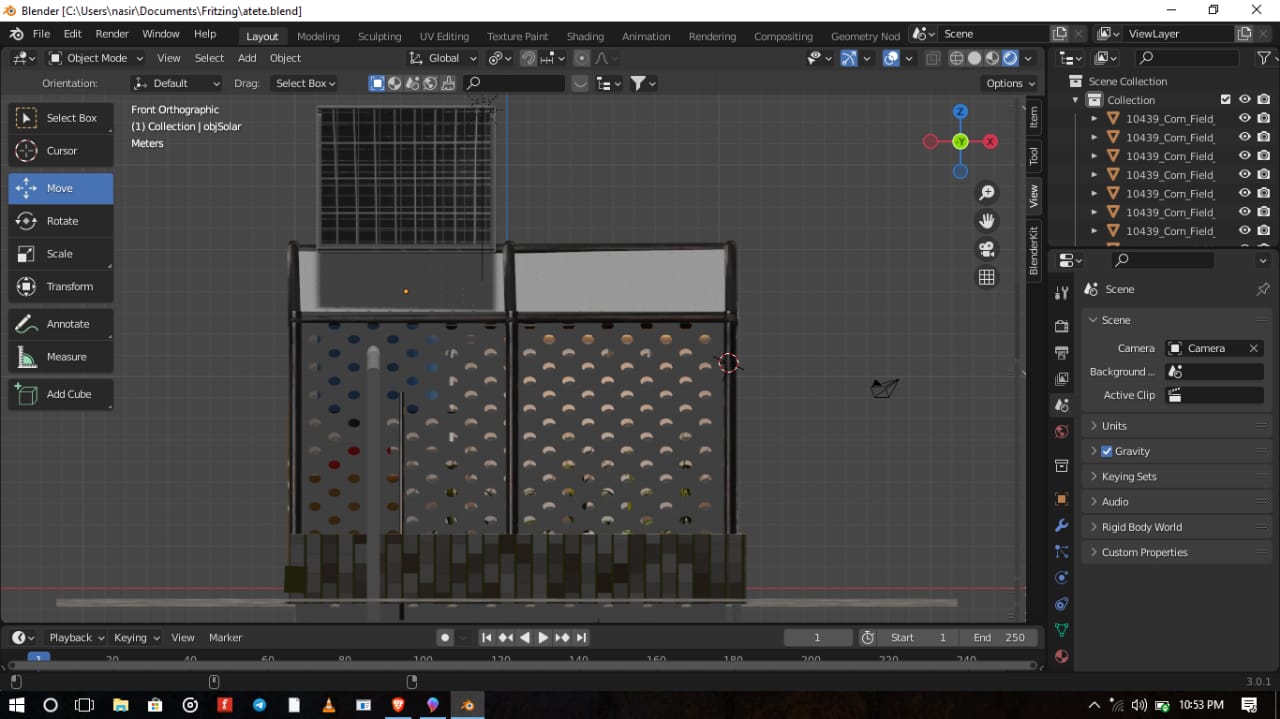 Blender [C:\Users\nasir\Documents\Fritzing\atete.blend]
File Edit Render Window Help Layout Modeling Sculpting UV Editing Texture Paint Shading Animation Rendering Compositing Geometry Nod Scene ViewLayer
Object Mode View Select Add Object Global
Orientation: Default Drag: Select Box Options
Scene Collection
Collection
10439_Corn_Field_
10439_Corn_Field_
10439_Corn_Field_
10439_Corn_Field_
10439_Corn_Field_
10439_Corn_Field_
10439_Corn_Field_
Select Box
Cursor
Move
Rotate
Scale
Transform
Annotate
Measure
Add Cube
Front Orthographic
(1) Collection | objSolar
Meters
Z
X
-Y
Item
Tool
View
BlenderKit
Scene
Scene
Camera Camera
Background ...
Active Clip
Units
Gravity
Keying Sets
Audio
Rigid Body World
Custom Properties
Playback Keying View Marker 1 Start 1 End 250
1 20 40 60 80 100 120 140 160 180 200 220 240
3.0.1
10:53 PM